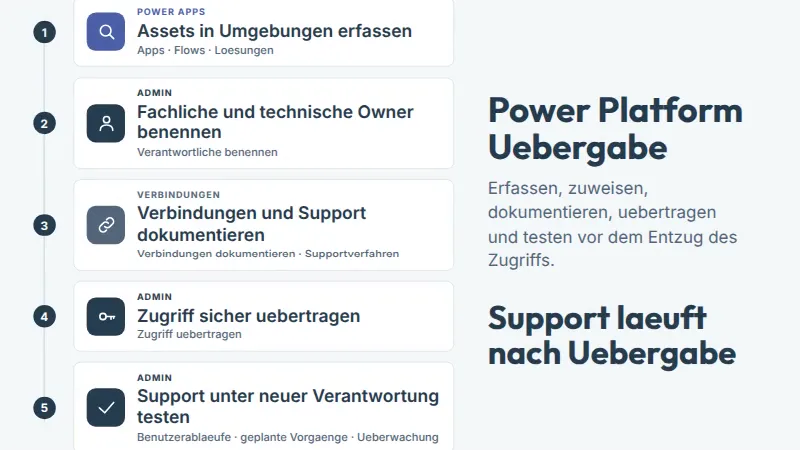 1
POWER APPS
Assets in Umgebungen erfassen
Apps · Flows · Loesungen
2
ADMIN
Fachliche und technische Owner
benennen
Verantwortliche benennen
3
VERBINDUNGEN
Verbindungen und Support
dokumentieren
Verbindungen dokumentieren · Supportverfahren
4
ADMIN
Zugriff sicher uebertragen
Zugriff uebertragen
5
ADMIN
Support unter neuer Verantwortung
testen
Benutzerablaeufe · geplante Vorgaenge · Ueberwachung
Power Platform
Uebergabe
Erfassen, zuweisen,
dokumentieren, uebertragen
und testen vor dem Entzug des
Zugriffs.
Support laeuft
nach Uebergabe